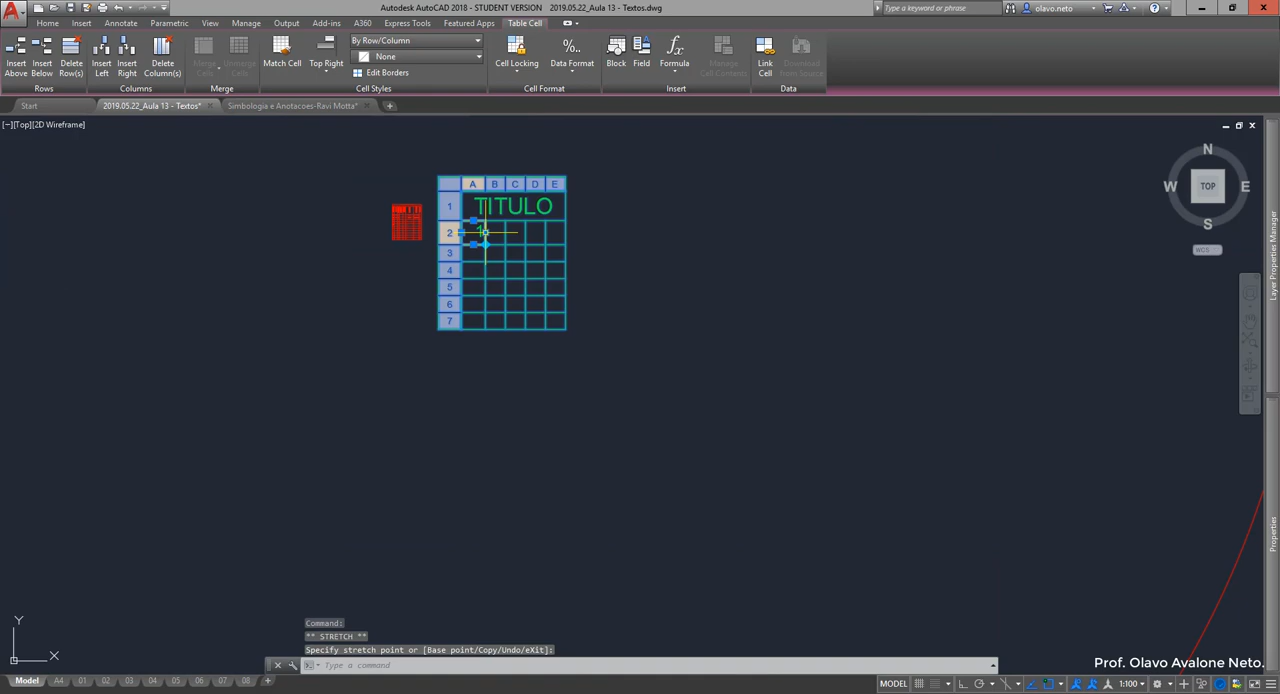 Autodesk AutoCAD 2018 - STUDENT VERSION 2019.05.22_Aula 13 - Textos.dwg
Type a keyword or phrase
olavo.neto
Home Insert Annotate Parametric View Manage Output Add-ins A360 Express Tools Featured Apps Table Cell
By Row/Column
None
Edit Borders
Insert Above
Insert Below
Delete Row(s)
Insert Left
Insert Right
Delete Column(s)
Merge Cells
Unmerge Cells
Match Cell
Top Right
Cell Locking
Data Format
Block
Field
Formula
Manage Cell Contents
Link Cell
Download from Source
Rows Columns Merge Cell Styles Cell Format Insert Data
Start 2019.05.22_Aula 13 - Textos* Simbologia e Anotacoes-Ravi Motta*
[−][Top][2D Wireframe]
N
W TOP E
S
WCS
A B C D E
1 TITULO
2 1
3
4
5
6
7
Layer Properties Manager
Properties
Command:
** STRETCH **
Specify stretch point or [Base point/Copy/Undo/eXit]:
Type a command
Y
X
Prof. Olavo Avalone Neto.
Model A4 01 02 03 04 05 06 07 08
MODEL 1:100